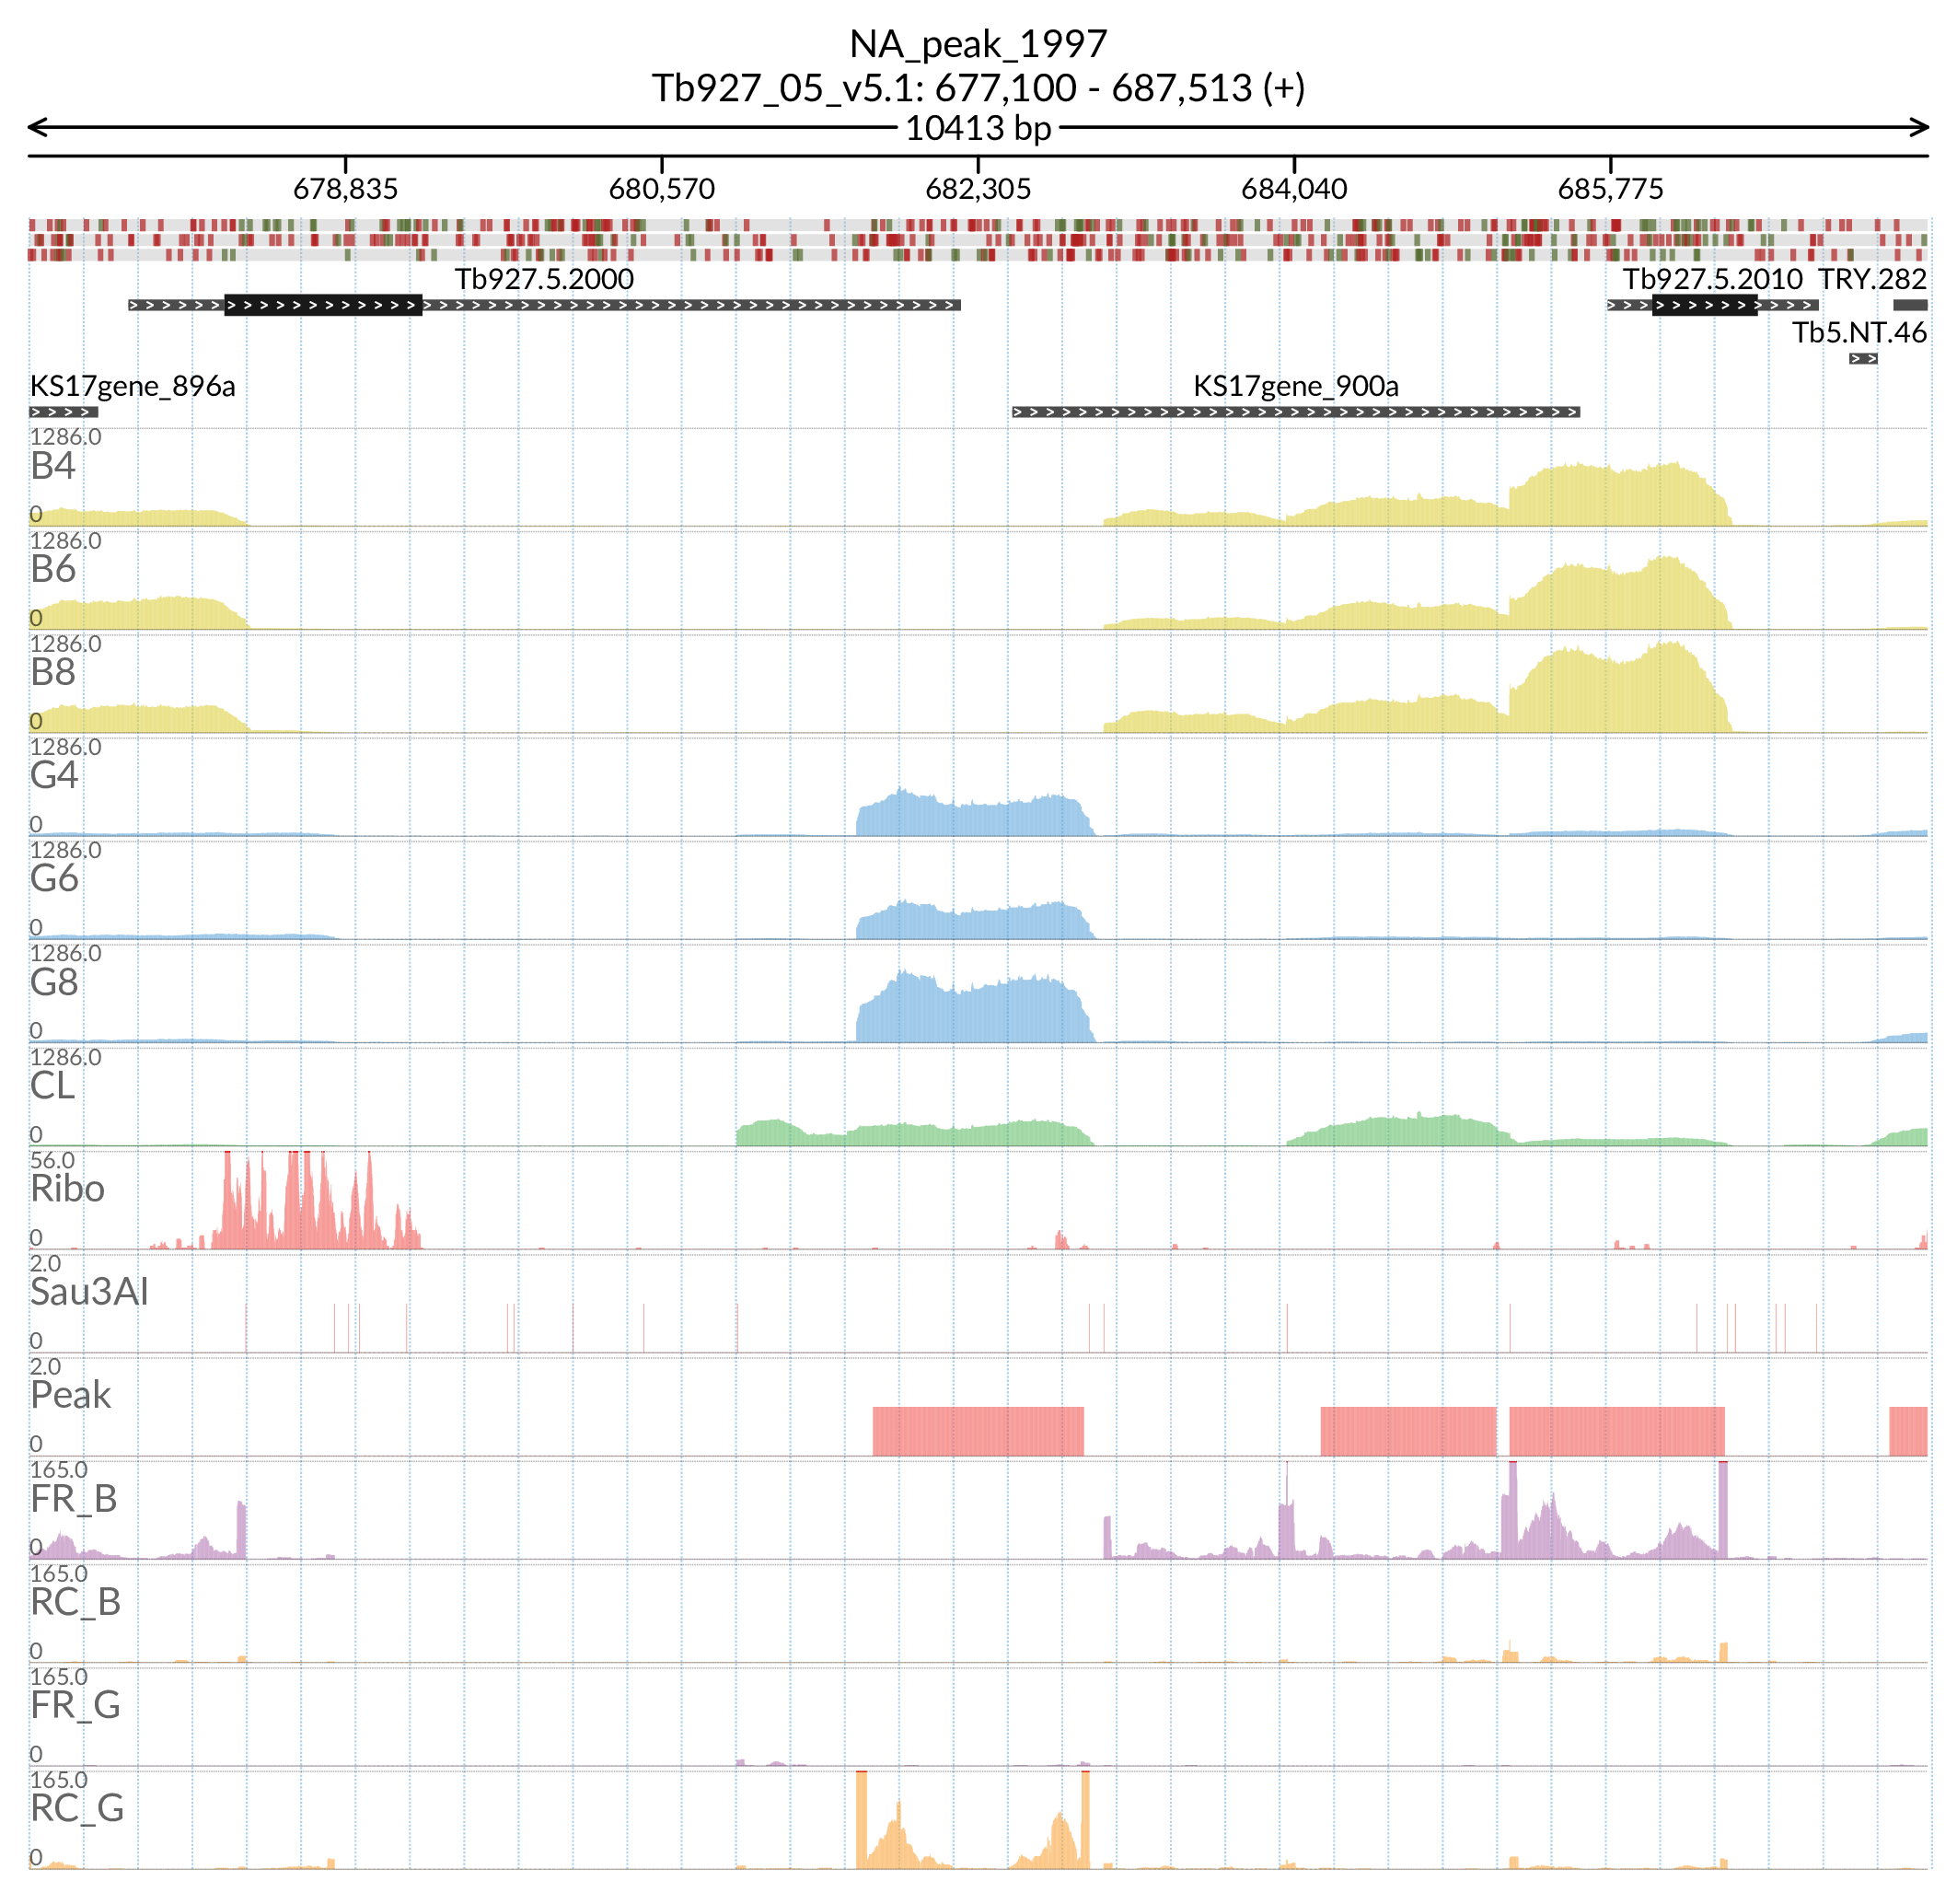 NA_peak_1997
Tb927_05_v5.1: 677,100 - 687,513 (+)
10413 bp
678,835 680,570 682,305 684,040 685,775
Tb927.5.2000 Tb927.5.2010 TRY.282
Tb5.NT.46
KS17gene_896a KS17gene_900a
1286.0
B4
0
1286.0
B6
0
1286.0
B8
0
1286.0
G4
0
1286.0
G6
0
1286.0
G8
0
1286.0
CL
0
56.0
Ribo
0
2.0
Sau3AI
0
2.0
Peak
0
165.0
FR_B
0
165.0
RC_B
0
165.0
FR_G
0
165.0
RC_G
0